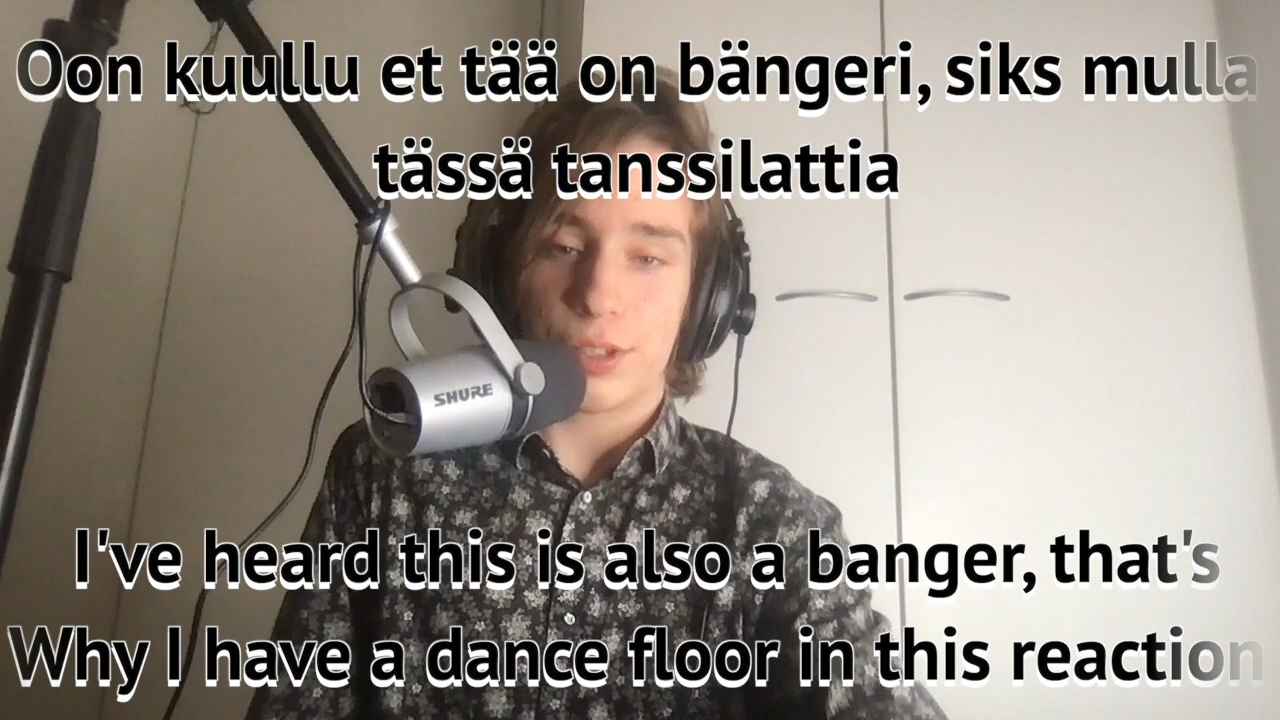 Oon kuullu et tää on bängeri, siks mulla
tässä tanssilattia
SHURE
I've heard this is also a banger, that's
Why I have a dance floor in this reaction